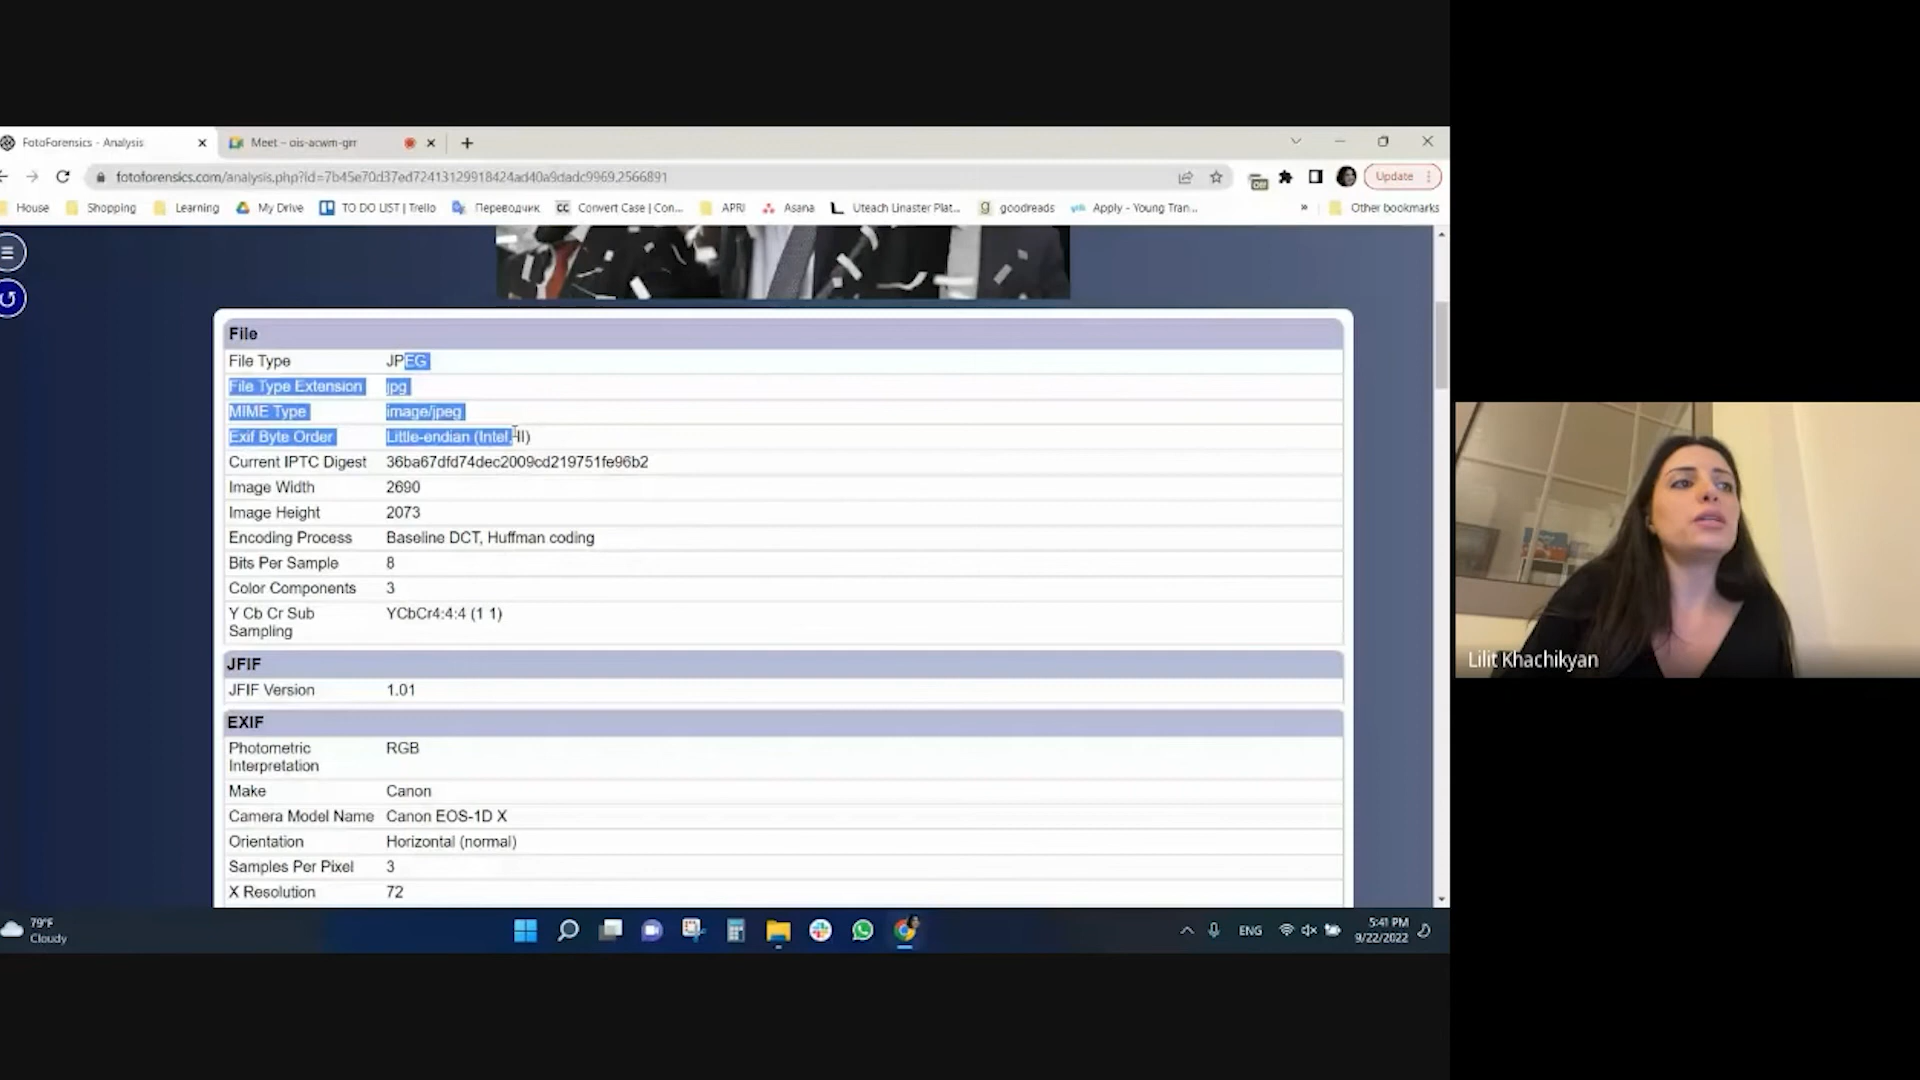 FotoForensics - Analysis
Meet – ois-acwm-grr
fotoforensics.com/analysis.php?id=7b45e70d37ed72413129918424ad40a9dadc9969.2566891
Off
Update
House
Shopping
Learning
My Drive
TO DO LIST | Trello
Переводчик
CC Convert Case | Con...
APRI
Asana
Uteach Linaster Plat...
goodreads
Apply - Young Tran...
»
Other bookmarks
File
File Type JPEG
File Type Extension jpg
MIME Type image/jpeg
Exif Byte Order Little-endian (Intel, II)
Current IPTC Digest 36ba67dfd74dec2009cd219751fe96b2
Image Width 2690
Image Height 2073
Encoding Process Baseline DCT, Huffman coding
Bits Per Sample 8
Color Components 3
Y Cb Cr Sub Sampling YCbCr4:4:4 (1 1)
JFIF
JFIF Version 1.01
EXIF
Photometric Interpretation RGB
Make Canon
Camera Model Name Canon EOS-1D X
Orientation Horizontal (normal)
Samples Per Pixel 3
X Resolution 72
Lilit Khachikyan
79°F
Cloudy
ENG
5:41 PM
9/22/2022